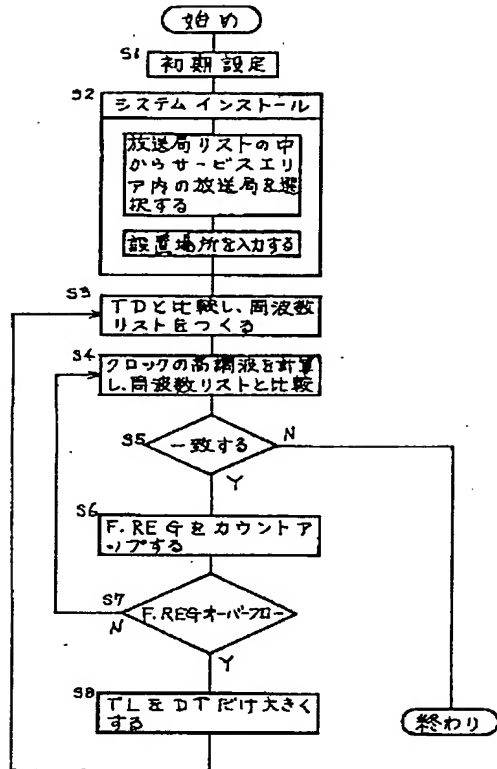 始め
S1
初期設定
S2
システムインストール
放送局リストの中
からサービスエリ
ア内の放送局を選
択する
設置場所を入力する
S3
TDと比較し、周波数
リストをつくる
S4
クロックの高調波を計算
し、周波数リストと比較
S5
一致する
N
Y
S6
F.REGをカウントア
ップする
S7
F.REGオーバーフロー
N
Y
S8
TLをDTだけ大きく
する
終わり